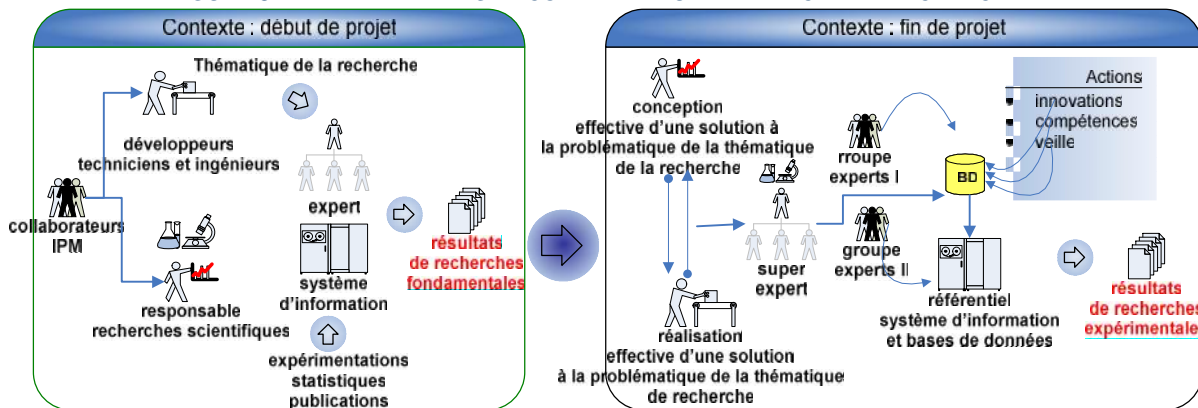 Contexte : début de projet
Thématique de la recherche
développeurs
techniciens et ingénieurs
expert
collaborateurs
IPM
responsable
recherches scientifiques
système
d'information
résultats
de recherches
fondamentales
expérimentations
statistiques
publications
Contexte : fin de projet
conception
effective d'une solution à
la problématique de la thématique
de la recherche
réalisation
effective d'une solution
à la problématique de la thématique
de recherche
super
expert
rroupe
experts I
groupe
experts II
BD
Actions
innovations
compétences
veille
référentiel
système d'information
et bases de données
résultats
de recherches
expérimentale